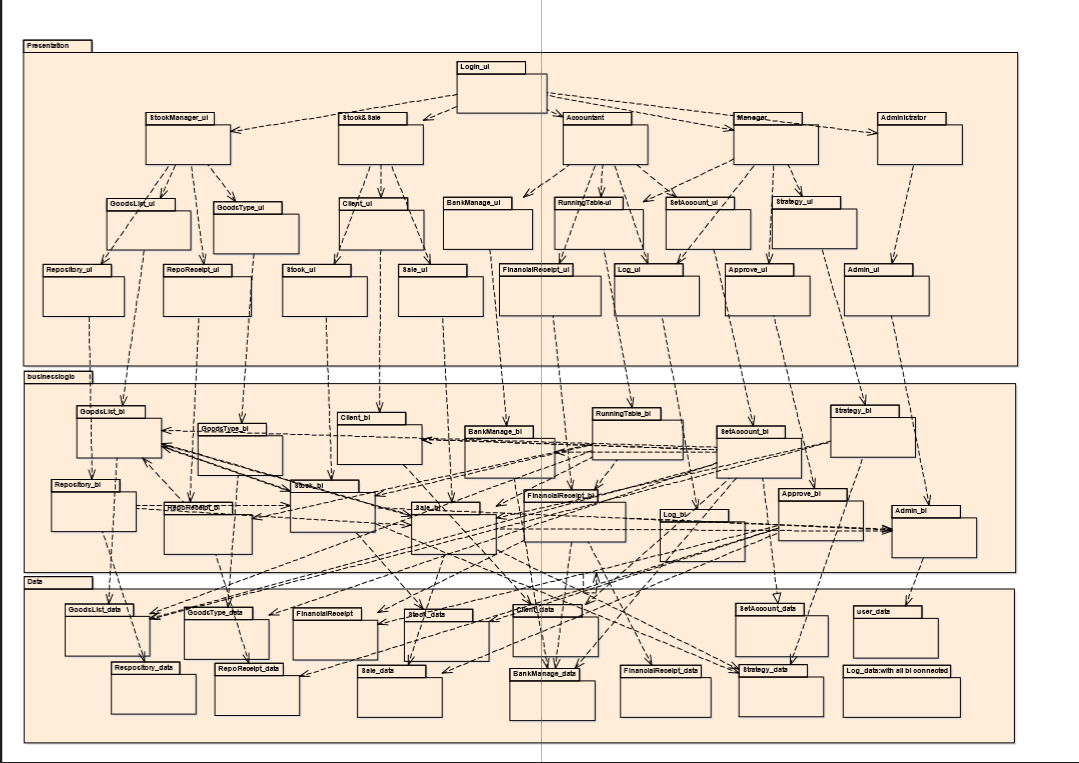 Presentation
Login_ui
StockManager_ui
Stock&Sale
Accountant
Manager
Administrator
GoodsList_ui
GoodsType_ui
Client_ui
BankManage_ui
RunningTable-ui
SetAccount_ui
Strategy_ui
Repository_ui
RepoReceipt_ui
Stock_ui
Sale_ui
FinancialReceipt_ui
Log_ui
Approve_ui
Admin_ui
businesslogic
GoodsList_bl
GoodsType_bl
Client_bl
BankManage_bl
RunningTable_bl
SetAccount_bl
Strategy_bl
Repository_bl
RepoReceipt_bl
Stock_bl
Sale_bl
FinancialReceipt_bl
Log_bl
Approve_bl
Admin_bl
Data
GoodsList_data
GoodsType_data
FinancialReceipt
Stock_data
Client_data
SetAccount_data
user_data
Respository_data
RepoReceipt_data
Sale_data
BankManage_data
FinancialReceipt_data
Strategy_data
Log_data:with all bl connected